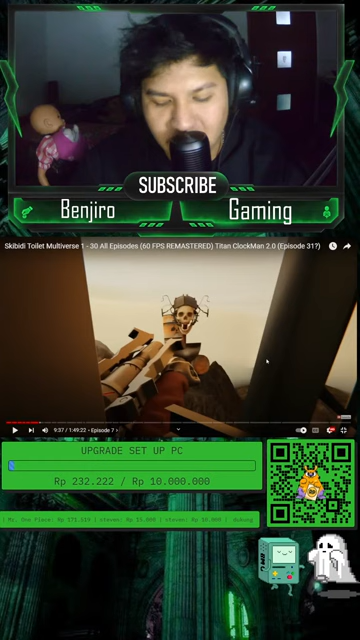 SUBSCRIBE
Benjiro
Gaming
Skibidi Toilet Multiverse 1 - 30 All Episodes (60 FPS REMASTERED) Titan ClockMan 2.0 (Episode 31?)
9:37 / 1:49:22 • Episode 7 ›
UPGRADE SET UP PC
Rp 232.222 / Rp 10.000.000